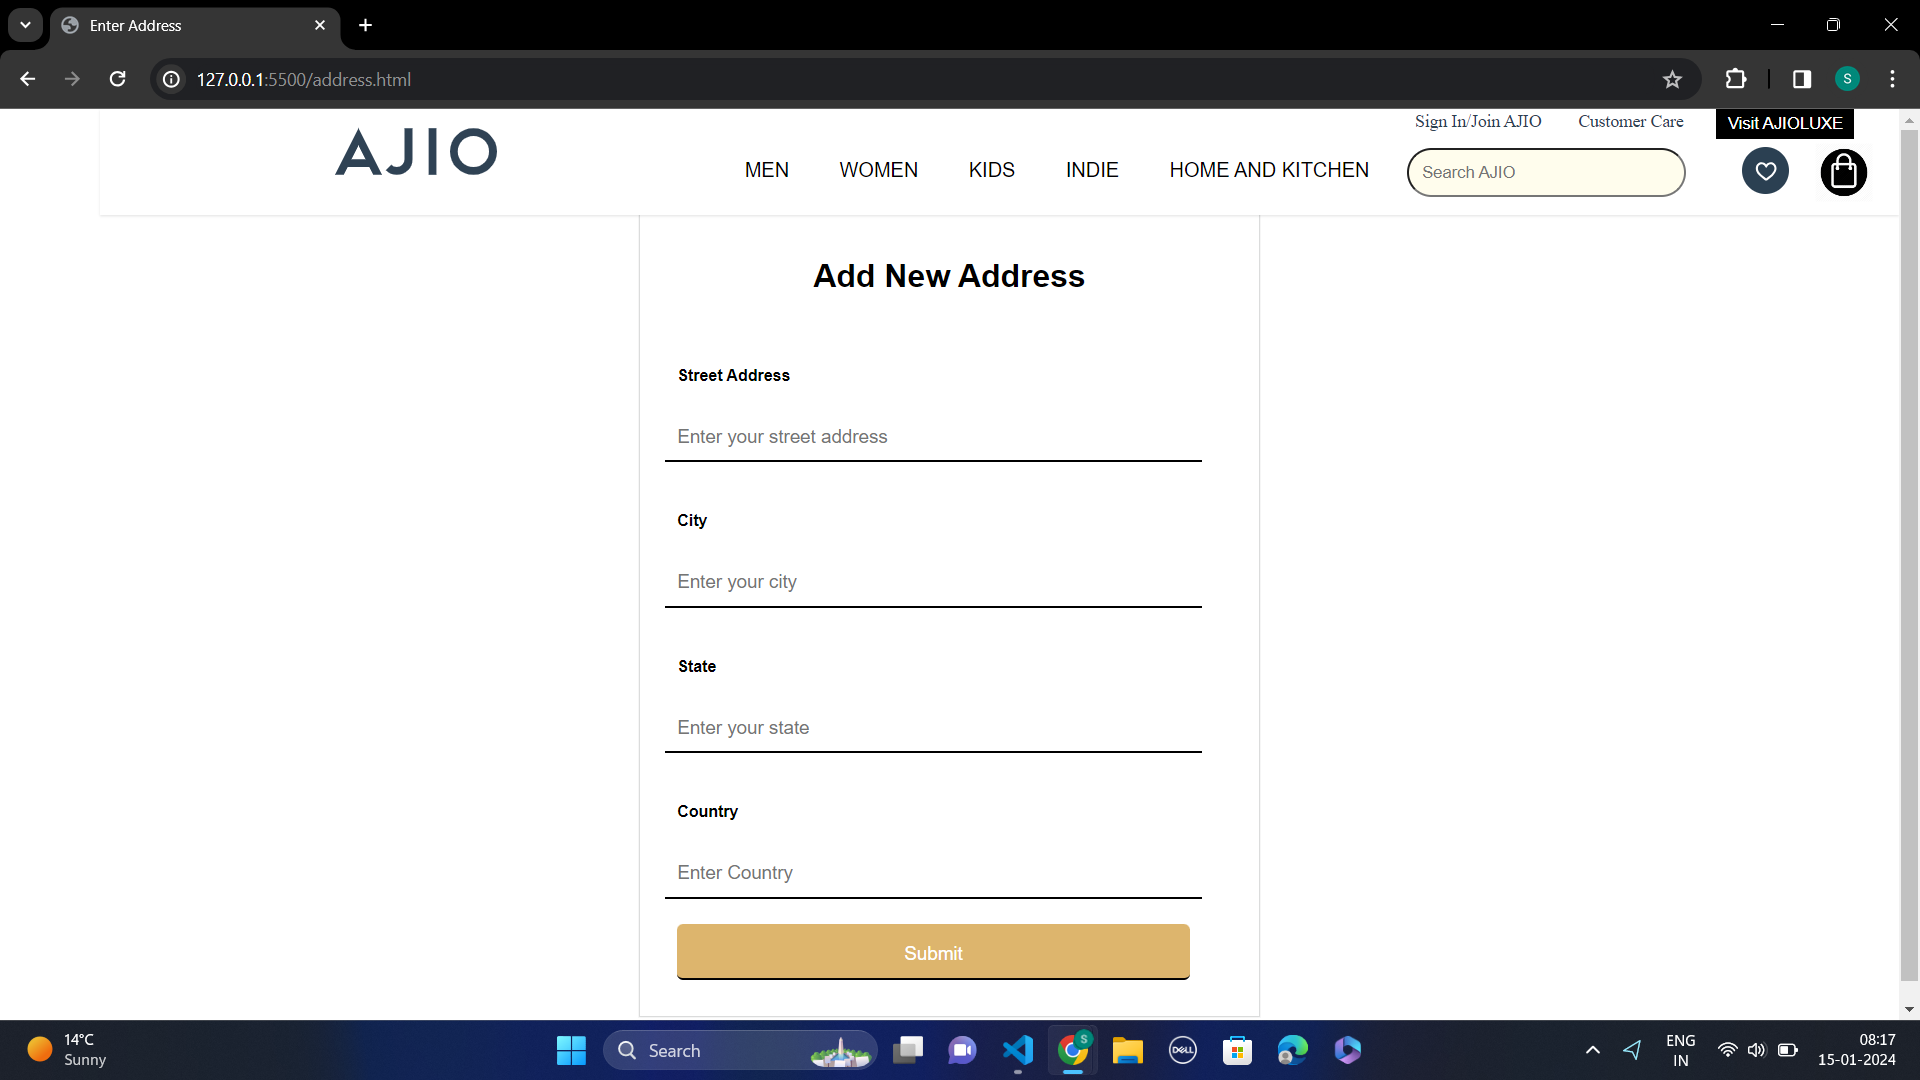 Enter Address
127.0.0.1:5500/address.html
S
AJIO
Sign In/Join AJIO
Customer Care
Visit AJIOLUXE
MEN
WOMEN
KIDS
INDIE
HOME AND KITCHEN
Search AJIO
Add New Address
Street Address
Enter your street address
City
Enter your city
State
Enter your state
Country
Enter Country
Submit
14°C
Sunny
Search
S
DELL
ENG
IN
08:17
15-01-2024